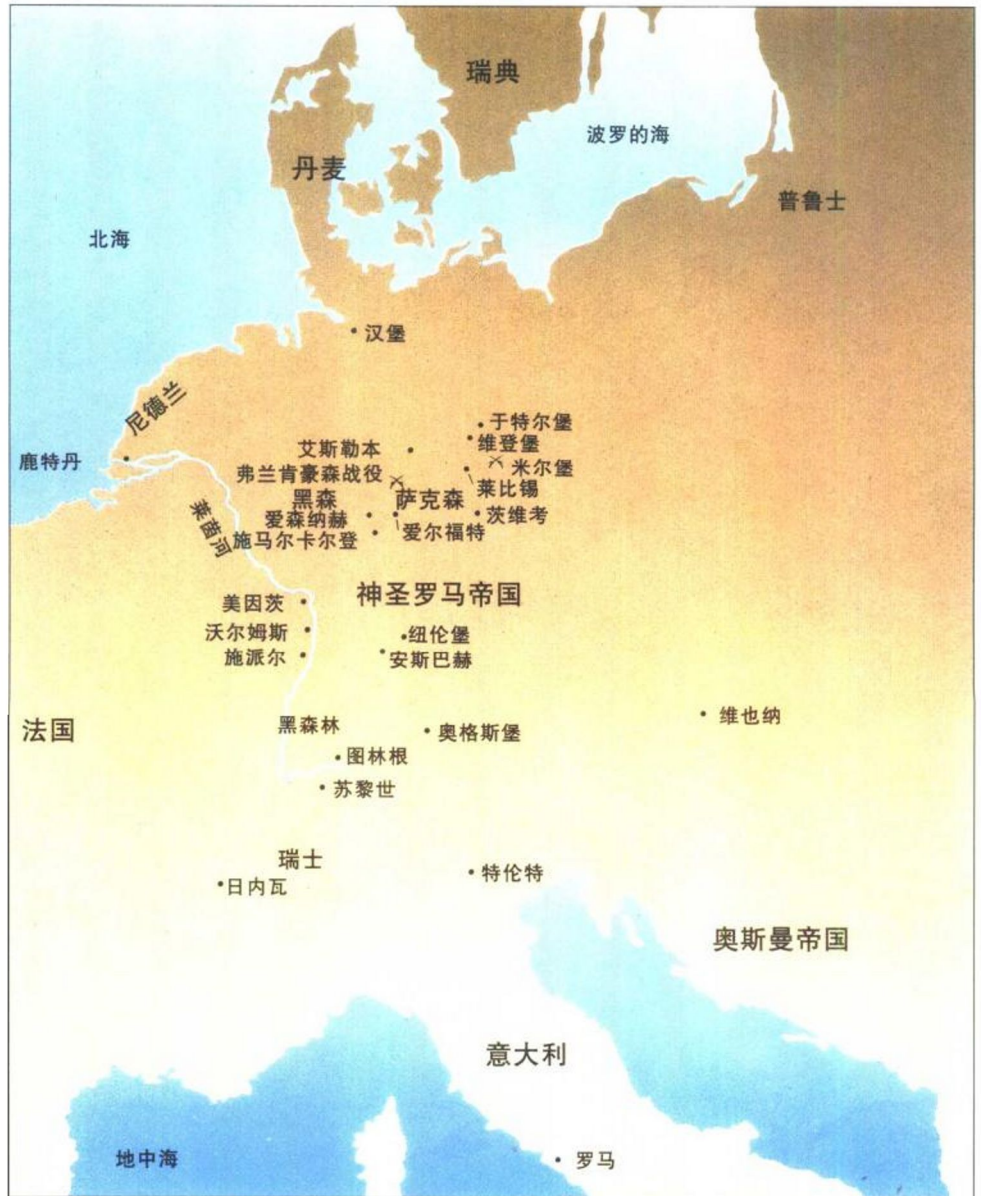 瑞典
波罗的海
丹麦
普鲁士
北海
汉堡
尼德兰
于特尔堡
维登堡
艾斯勒本
鹿特丹
米尔堡
弗兰肯豪森战役
莱比锡
黑森
萨克森
茨维考
爱森纳赫
爱尔福特
莱茵河
施马尔卡尔登
神圣罗马帝国
美因茨
沃尔姆斯
纽伦堡
施派尔
安斯巴赫
维也纳
法国
黑森林
奥格斯堡
图林根
苏黎世
瑞士
特伦特
日内瓦
奥斯曼帝国
意大利
地中海
罗马